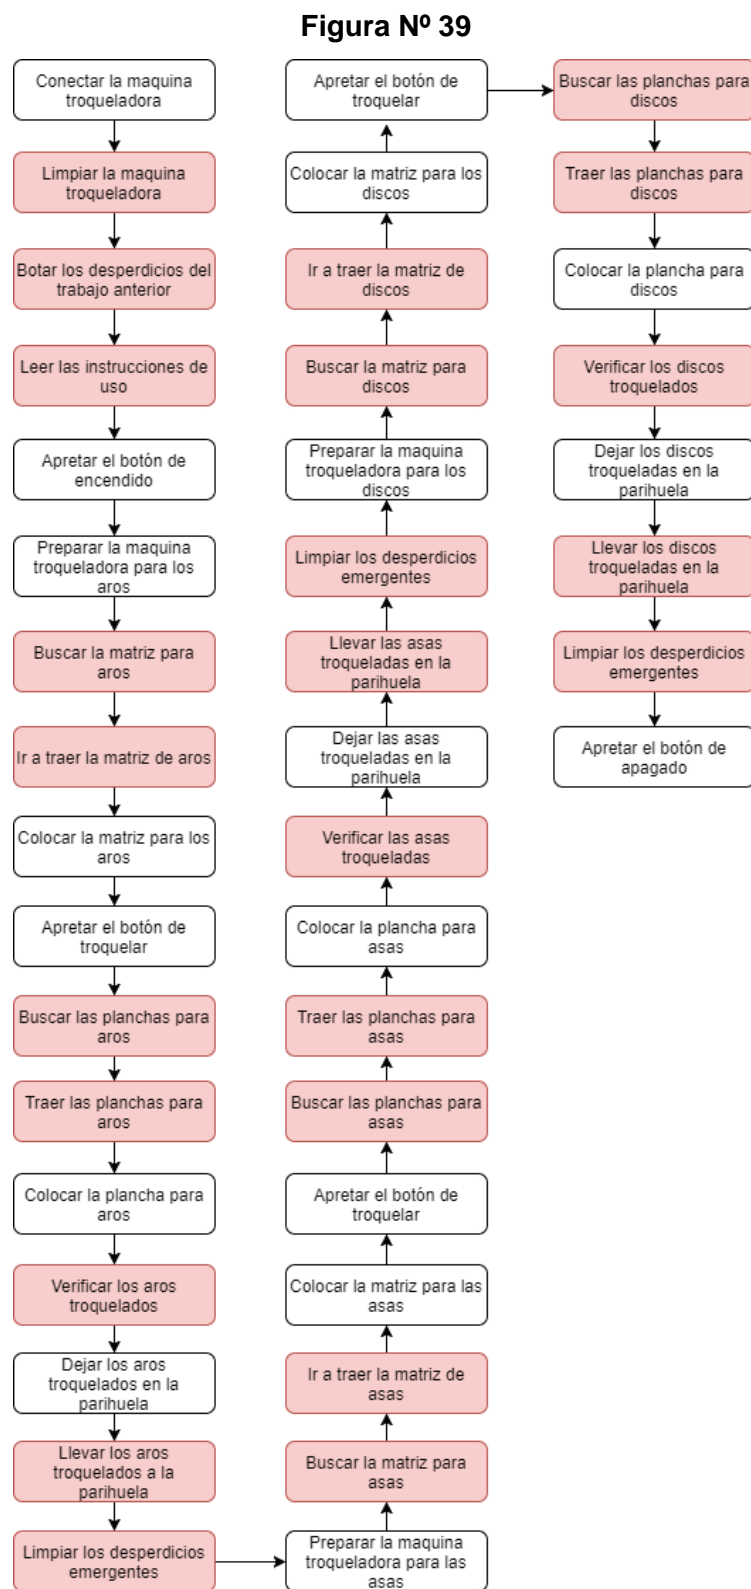 Figura Nº 39
Conectar la maquina
troqueladora
Limpiar la maquina
troqueladora
Botar los desperdicios del
trabajo anterior
Leer las instrucciones de
uso
Apretar el botón de
encendido
Preparar la maquina
troqueladora para los
aros
Buscar la matriz para
aros
Ir a traer la matriz de aros
Colocar la matriz para los
aros
Apretar el botón de
troquelar
Buscar las planchas para
aros
Traer las planchas para
aros
Colocar la plancha para
aros
Verificar los aros
troquelados
Dejar los aros
troquelados en la
parihuela
Llevar los aros
troquelados a la
parihuela
Limpiar los desperdicios
emergentes
Preparar la maquina
troqueladora para las
asas
Buscar la matriz para
asas
Ir a traer la matriz de
asas
Colocar la matriz para las
asas
Apretar el botón de
troquelar
Buscar las planchas para
asas
Traer las planchas para
asas
Colocar la plancha para
asas
Verificar las asas
troqueladas
Dejar las asas
troqueladas en la
parihuela
Llevar las asas
troqueladas en la
parihuela
Limpiar los desperdicios
emergentes
Preparar la maquina
troqueladora para los
discos
Buscar la matriz para
discos
Ir a traer la matriz de
discos
Colocar la matriz para los
discos
Apretar el botón de
troquelar
Buscar las planchas para
discos
Traer las planchas para
discos
Colocar la plancha para
discos
Verificar los discos
troquelados
Dejar los discos
troqueladas en la
parihuela
Llevar los discos
troqueladas en la
parihuela
Limpiar los desperdicios
emergentes
Apretar el botón de
apagado